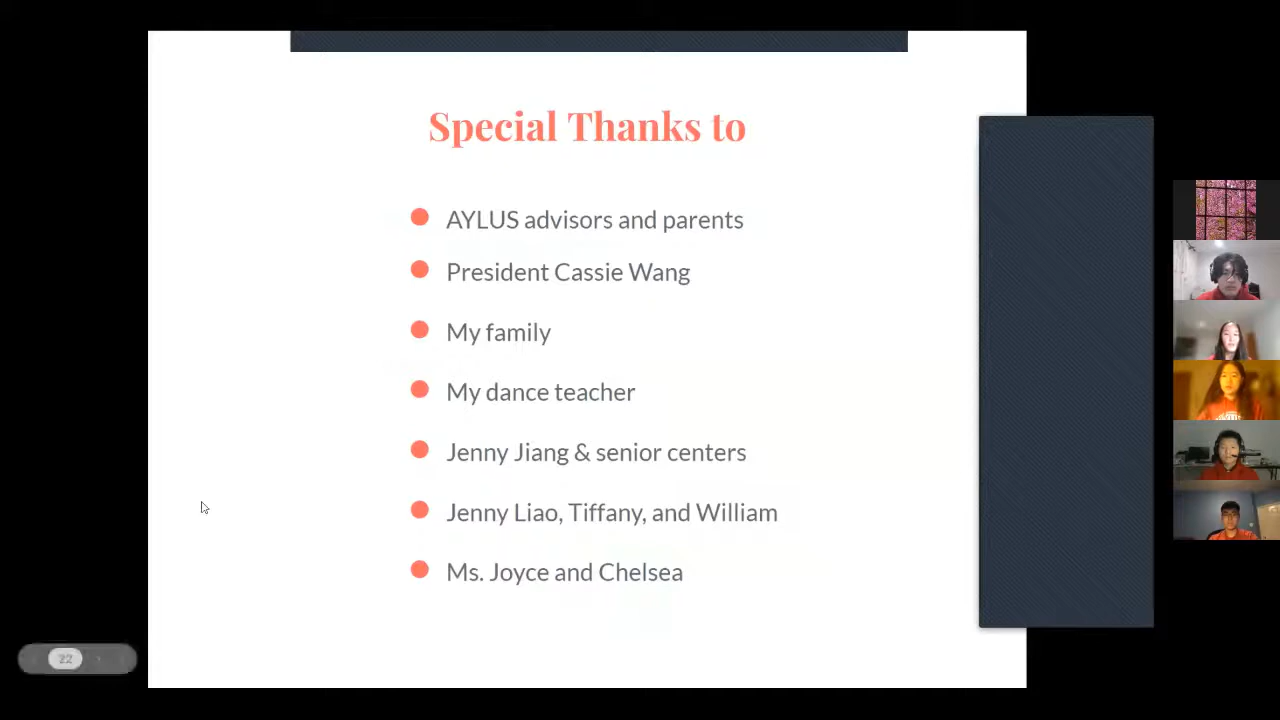 Special Thanks to
AYLUS advisors and parents
President Cassie Wang
My family
My dance teacher
Jenny Jiang & senior centers
Jenny Liao, Tiffany, and William
Ms. Joyce and Chelsea
22